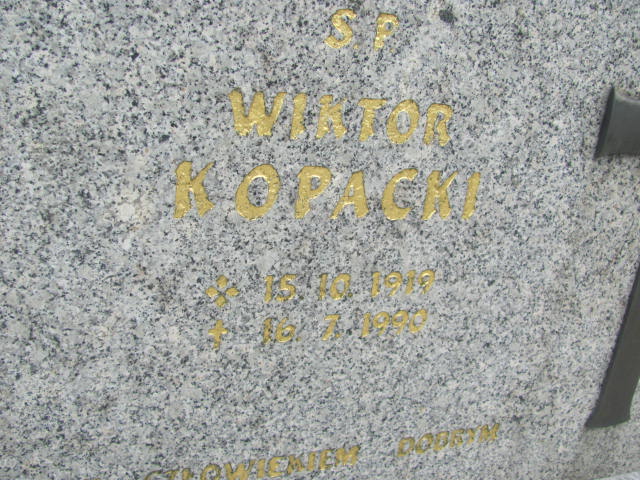 S.P
WIKTOR
KOPACKI
15.10.1919
16.7.1990
CZŁOWIEKIEM DOBRYM